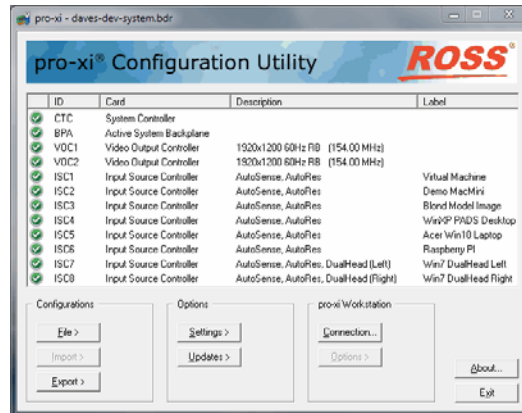 pro-xi - daves-dev-system.bdr
pro-xi® Configuration Utility
ROSS®
ID Card Description Label
CTC System Controller
BPA Active System Backplane
VOC1 Video Output Controller 1920x1200 60Hz RB (154.00 MHz)
VOC2 Video Output Controller 1920x1200 60Hz RB (154.00 MHz)
ISC1 Input Source Controller AutoSense, AutoRes Virtual Machine
ISC2 Input Source Controller AutoSense, AutoRes Demo MacMini
ISC3 Input Source Controller AutoSense, AutoRes Blond Model Image
ISC4 Input Source Controller AutoSense, AutoRes WinXP PADS Desktop
ISC5 Input Source Controller AutoSense, AutoRes Acer Win10 Laptop
ISC6 Input Source Controller AutoSense, AutoRes Raspberry PI
ISC7 Input Source Controller AutoSense, AutoRes, DualHead (Left) Win7 DualHead Left
ISC8 Input Source Controller AutoSense, AutoRes, DualHead (Right) Win7 DualHead Right
Configurations Options pro-xi Workstation
File > Settings > Connection...
Import > Updates > Options >
Export > About...
Exit